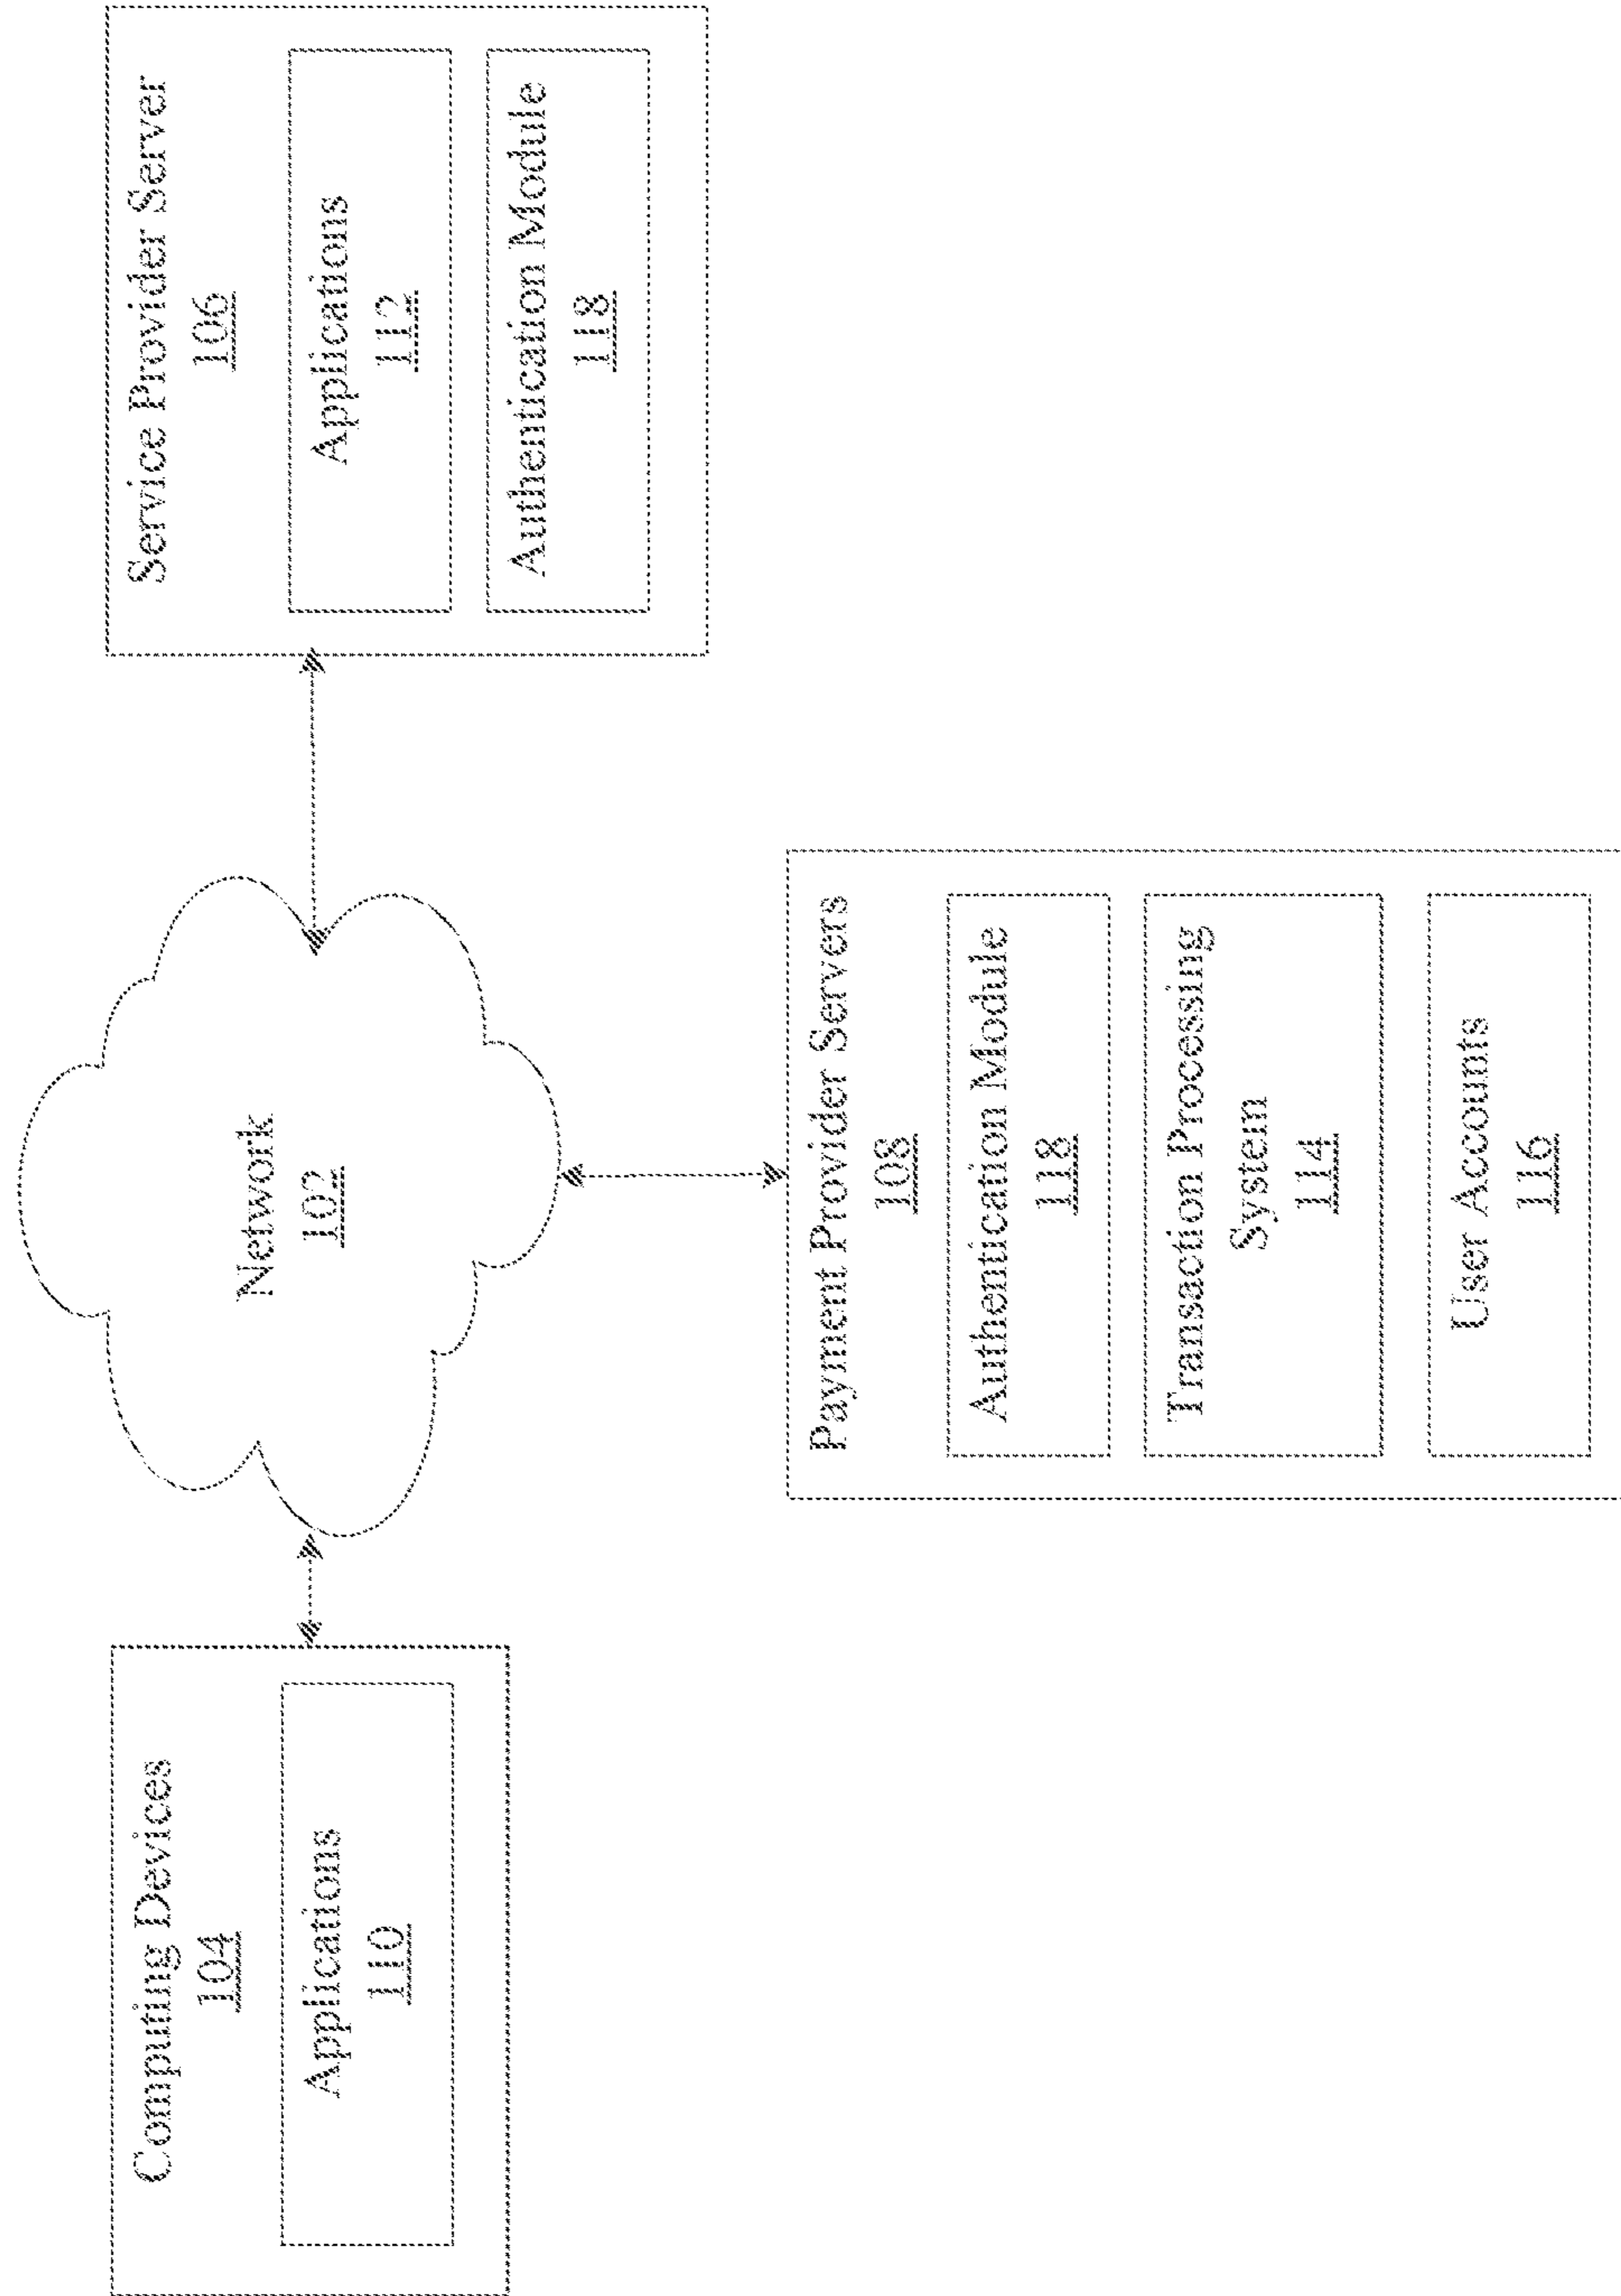 Computing Devices
104
Applications
110
Network
102
Service Provider Server
106
Applications
112
Authentication Module
118
Payment Provider Servers
108
Authentication Module
118
Transaction Processing
System
114
User Accounts
116